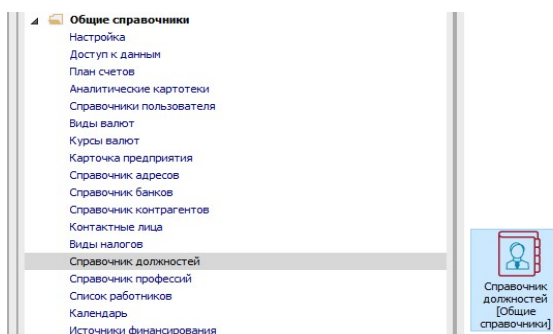 Общие справочники
Настройка
Доступ к данным
План счетов
Аналитические картотеки
Справочники пользователя
Виды валют
Курсы валют
Карточка предприятия
Справочник адресов
Справочник банков
Справочник контрагентов
Контактные лица
Виды налогов
Справочник должностей
Справочник профессий
Список работников
Календарь
Источники финансирования
Справочник
должностей
[Общие
справочники]